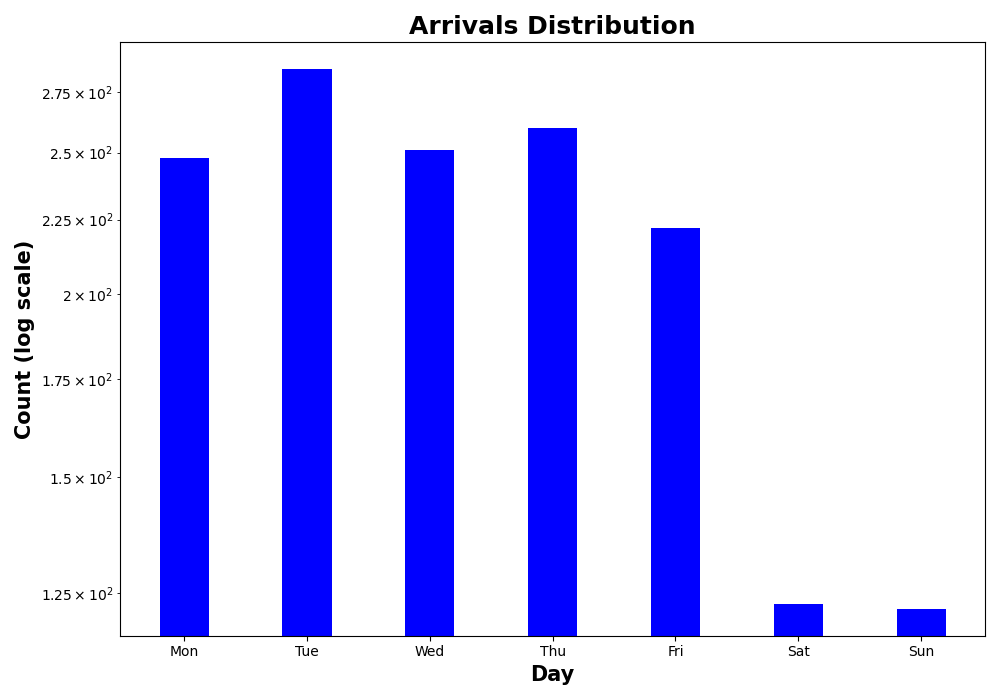 Arrivals Distribution
Count (log scale)
2.75 × 10²
2.5 × 10²
2.25 × 10²
2 × 10²
1.75 × 10²
1.5 × 10²
1.25 × 10²
Mon Tue Wed Thu Fri Sat Sun
Day